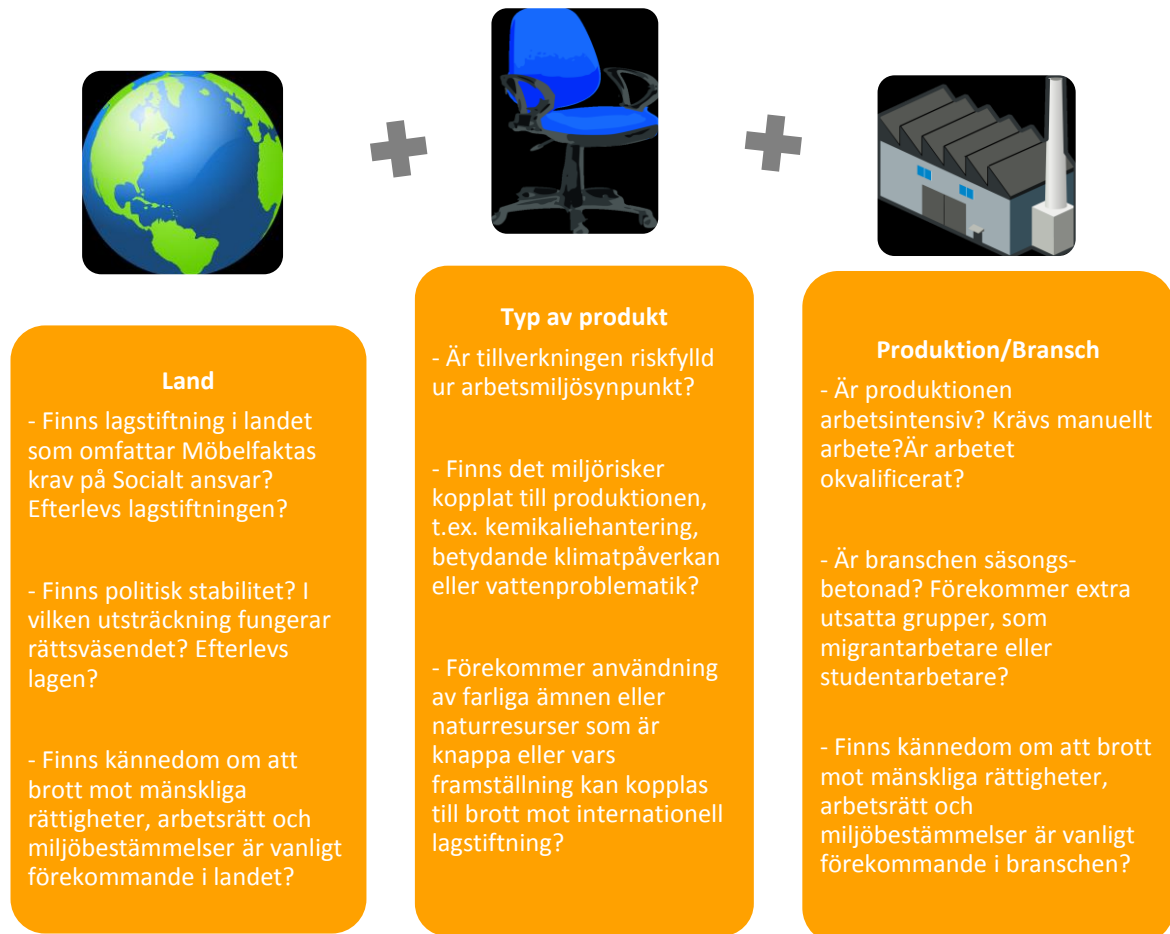 Land
- Finns lagstiftning i landet
som omfattar Möbelfaktas
krav på Socialt ansvar?
Efterlevs lagstiftningen?
- Finns politisk stabilitet? I
vilken utsträckning fungerar
rättsväsendet? Efterlevs
lagen?
- Finns kännedom om att
brott mot mänskliga
rättigheter, arbetsrätt och
miljöbestämmelser är vanligt
förekommande i landet?
Typ av produkt
- Är tillverkningen riskfylld
ur arbetsmiljösynpunkt?
- Finns det miljörisker
kopplat till produktionen,
t.ex. kemikaliehantering,
betydande klimatpåverkan
eller vattenproblematik?
- Förekommer användning
av farliga ämnen eller
naturresurser som är
knappa eller vars
framställning kan kopplas
till brott mot internationell
lagstiftning?
Produktion/Bransch
- Är produktionen
arbetsintensiv? Krävs manuellt
arbete?Är arbetet
okvalificerat?
- Är branschen säsongs-
betonad? Förekommer extra
utsatta grupper, som
migrantarbetare eller
studentarbetare?
- Finns kännedom om att brott
mot mänskliga rättigheter,
arbetsrätt och
miljöbestämmelser är vanligt
förekommande i branschen?